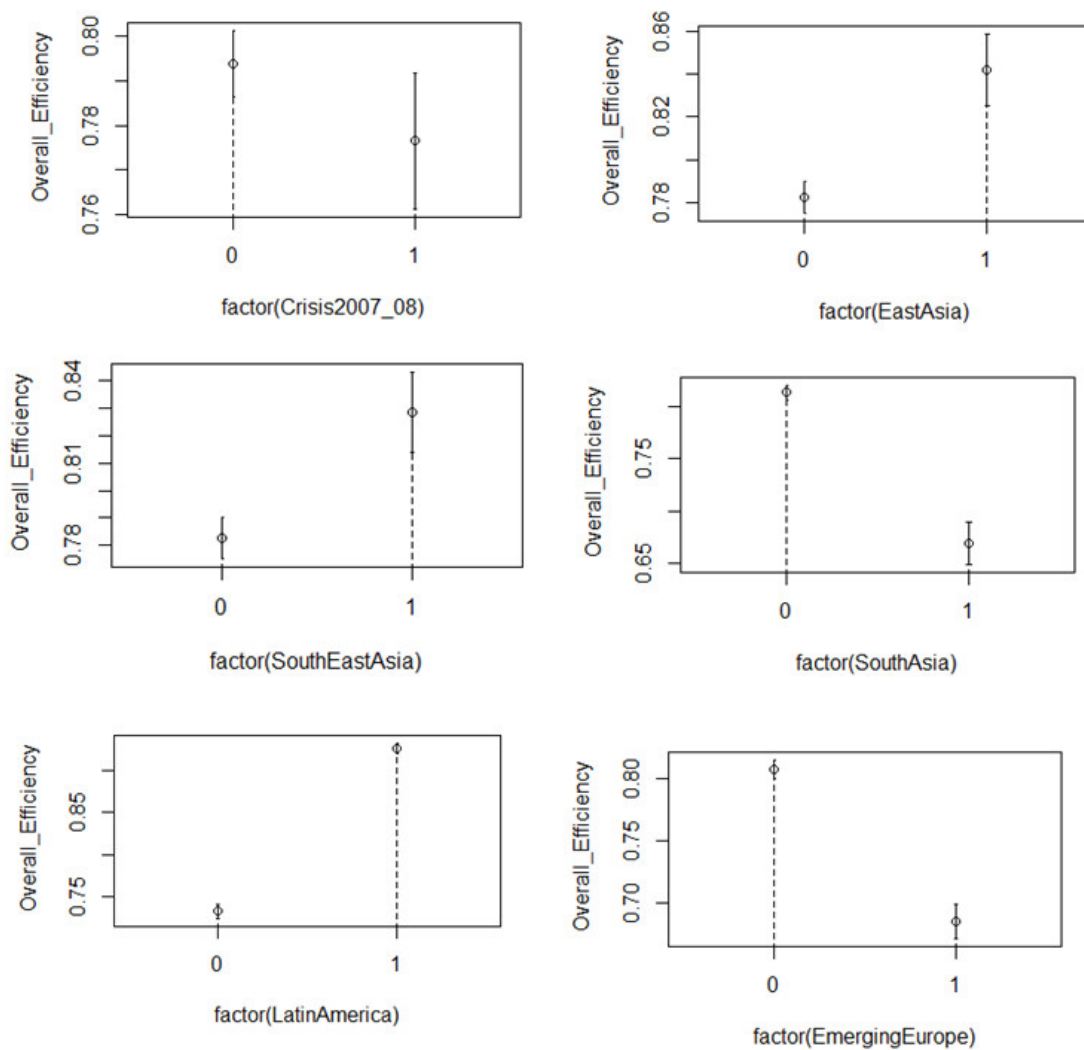 Overall_Efficiency
0.80
0.78
0.76
0 1
factor(Crisis2007_08)
Overall_Efficiency
0.86
0.82
0.78
0 1
factor(EastAsia)
Overall_Efficiency
0.84
0.81
0.78
0 1
factor(SouthEastAsia)
Overall_Efficiency
0.75
0.65
0 1
factor(SouthAsia)
Overall_Efficiency
0.85
0.75
0 1
factor(LatinAmerica)
Overall_Efficiency
0.80
0.75
0.70
0 1
factor(EmergingEurope)